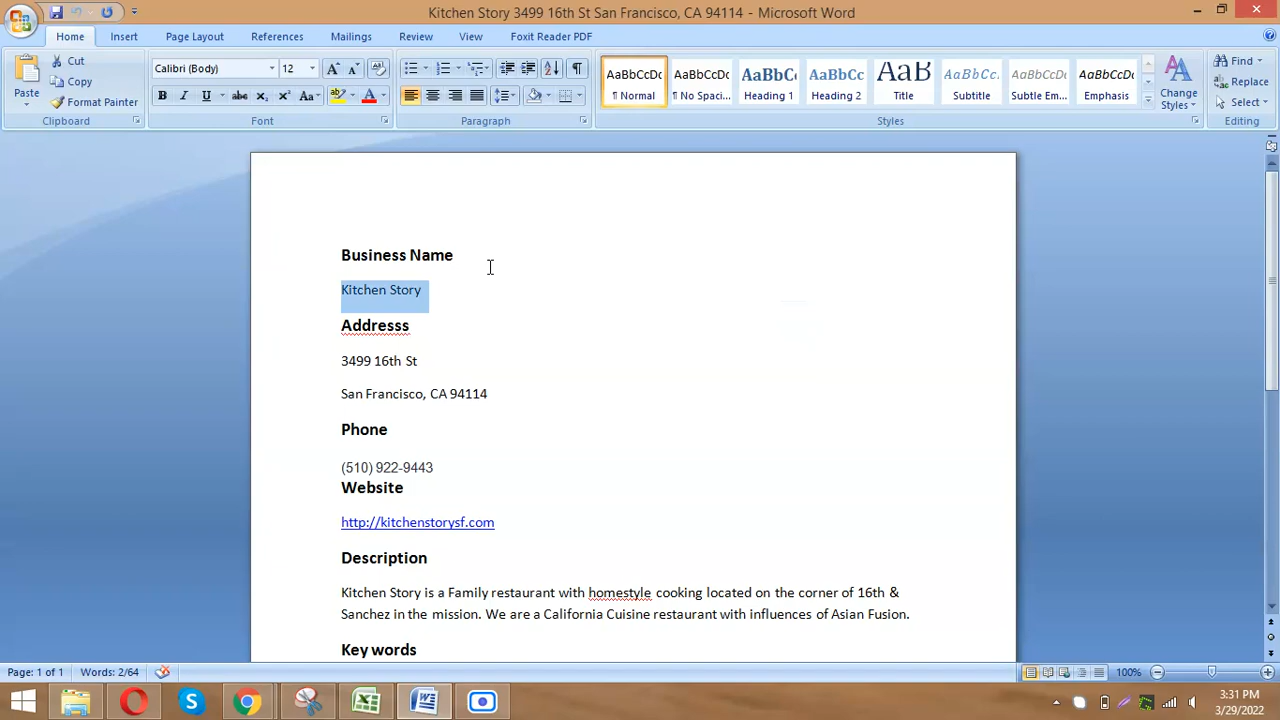 Kitchen Story 3499 16th St San Francisco, CA 94114 - Microsoft Word
Home Insert Page Layout References Mailings Review View Foxit Reader PDF
Paste
Cut
Copy
Format Painter
Clipboard
Calibri (Body) 12
Font
Paragraph
AaBbCcDc AaBbCcDc AaBbCc AaBbCc AaB AaBbCc. AaBbCcDc AaBbCcDc
¶ Normal ¶ No Spaci... Heading 1 Heading 2 Title Subtitle Subtle Em... Emphasis
Change Styles
Styles
Find
Replace
Select
Editing
Business Name
Kitchen Story
Addresss
3499 16th St
San Francisco, CA 94114
Phone
(510) 922-9443
Website
http://kitchenstorysf.com
Description
Kitchen Story is a Family restaurant with homestyle cooking located on the corner of 16th &
Sanchez in the mission. We are a California Cuisine restaurant with influences of Asian Fusion.
Key words
Page: 1 of 1 Words: 2/64 100%
3:31 PM
3/29/2022